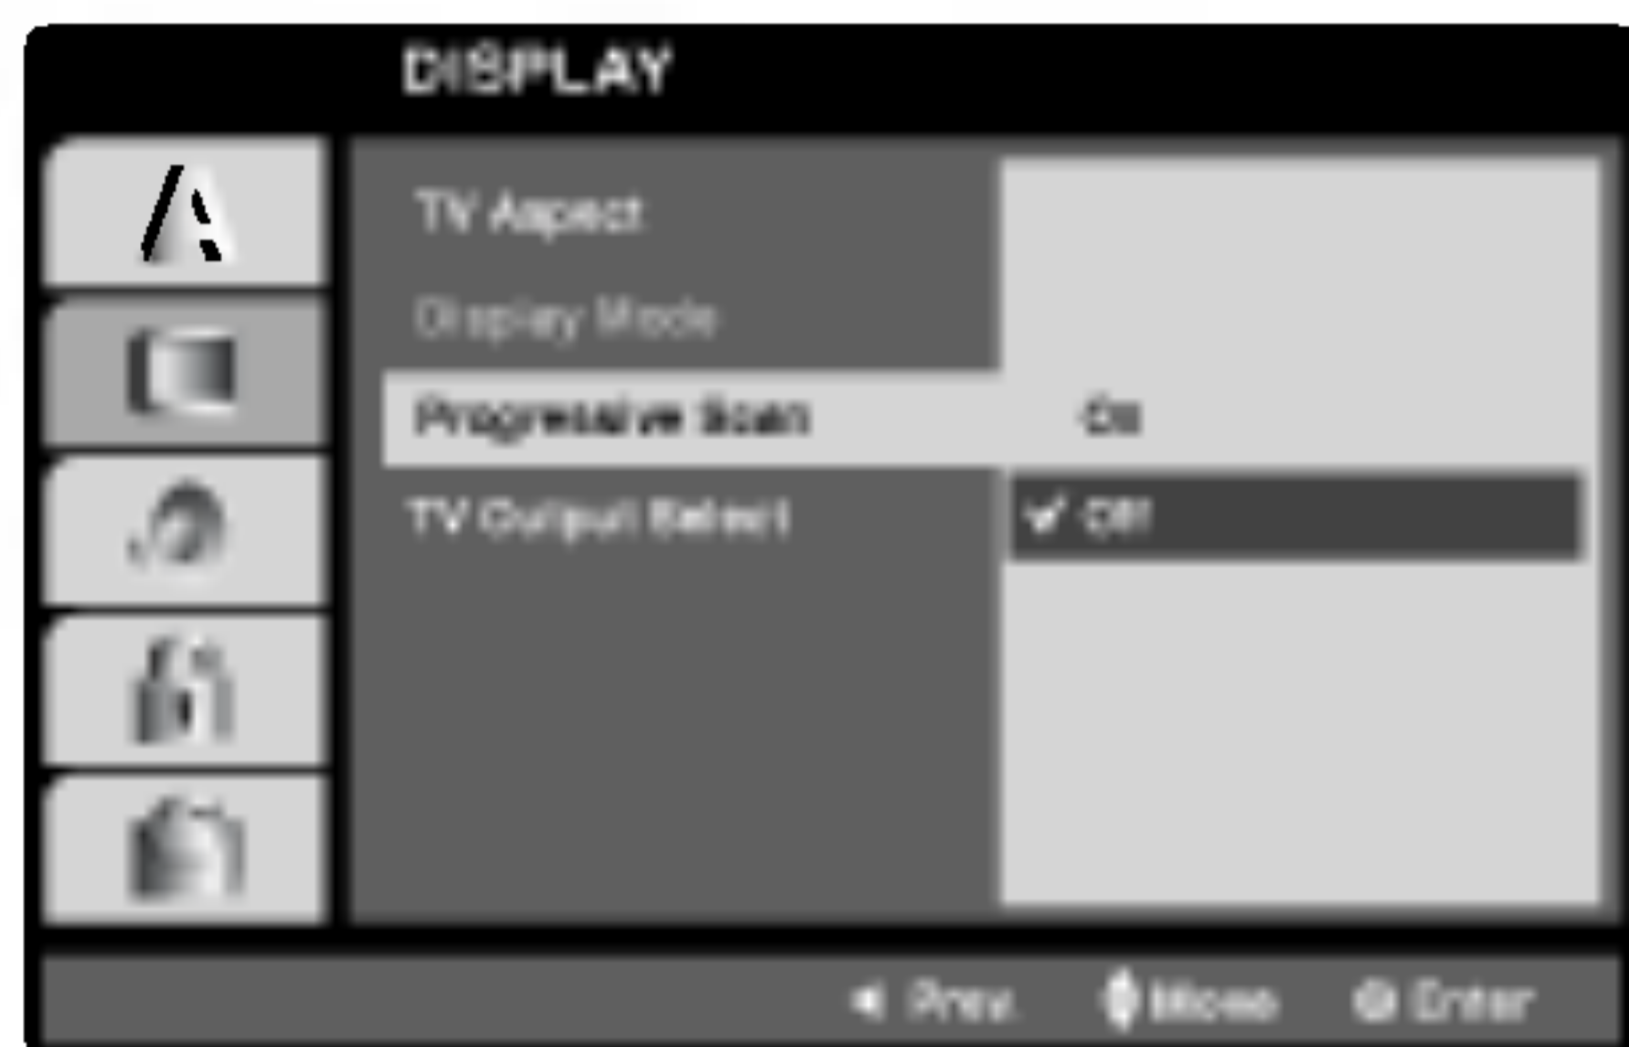 DISPLAY
TV Aspect
Display Mode
Progressive Scan On
TV Output Select Off
Prev. Move Enter